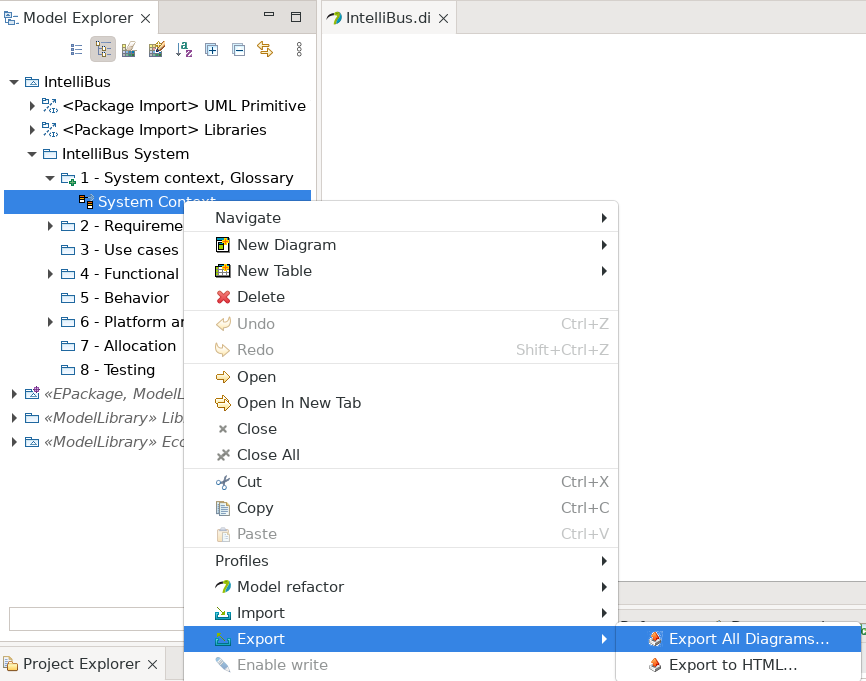 Model Explorer
IntelliBus.di
IntelliBus
<Package Import> UML Primitive
<Package Import> Libraries
IntelliBus System
1 - System context, Glossary
System Context
2 - Requireme
3 - Use cases
4 - Functional
5 - Behavior
6 - Platform ar
7 - Allocation
8 - Testing
«EPackage, ModelL
«ModelLibrary» Lib
«ModelLibrary» Eco
Navigate
New Diagram
New Table
Delete
Undo Ctrl+Z
Redo Shift+Ctrl+Z
Open
Open In New Tab
Close
Close All
Cut Ctrl+X
Copy Ctrl+C
Paste Ctrl+V
Profiles
Model refactor
Import
Export
Enable write
Export All Diagrams...
Export to HTML...
Project Explorer